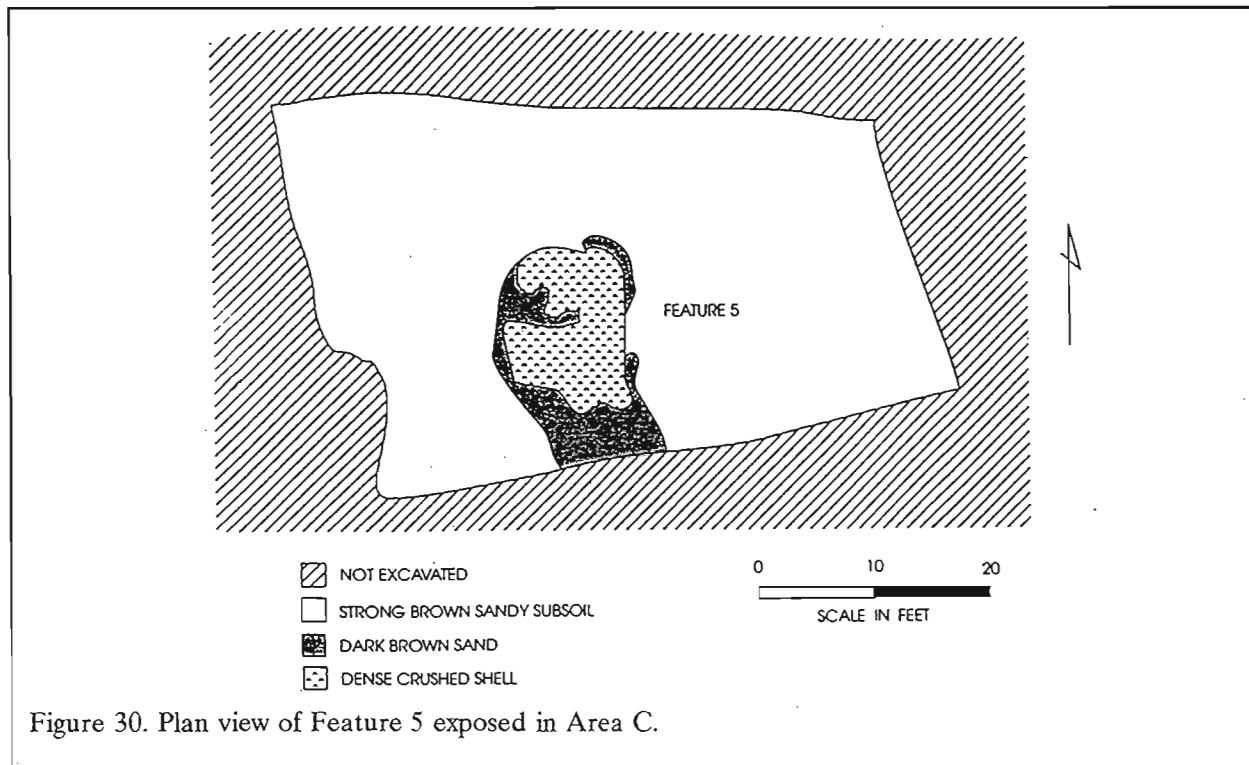 FEATURE 5
NOT EXCAVATED
STRONG BROWN SANDY SUBSOIL
DARK BROWN SAND
DENSE CRUSHED SHELL
0 10 20
SCALE IN FEET
Figure 30. Plan view of Feature 5 exposed in Area C.